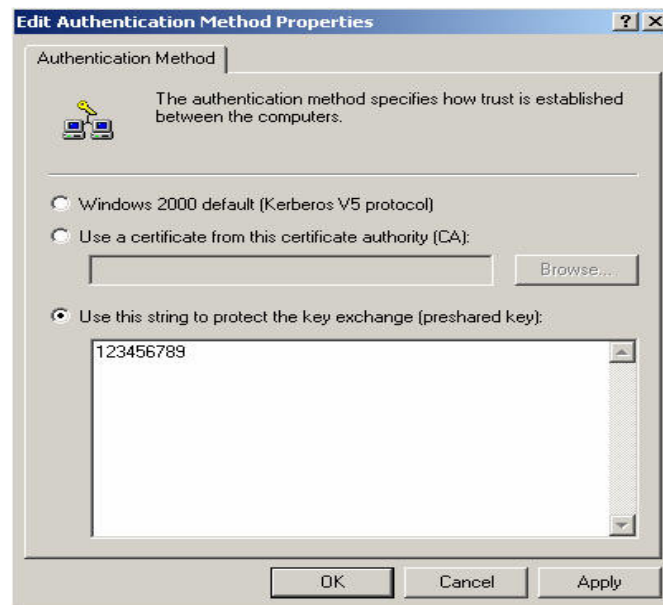 Edit Authentication Method Properties
Authentication Method
The authentication method specifies how trust is established
between the computers.
Windows 2000 default (Kerberos V5 protocol)
Use a certificate from this certificate authority (CA):
Browse...
Use this string to protect the key exchange (preshared key):
123456789
OK
Cancel
Apply